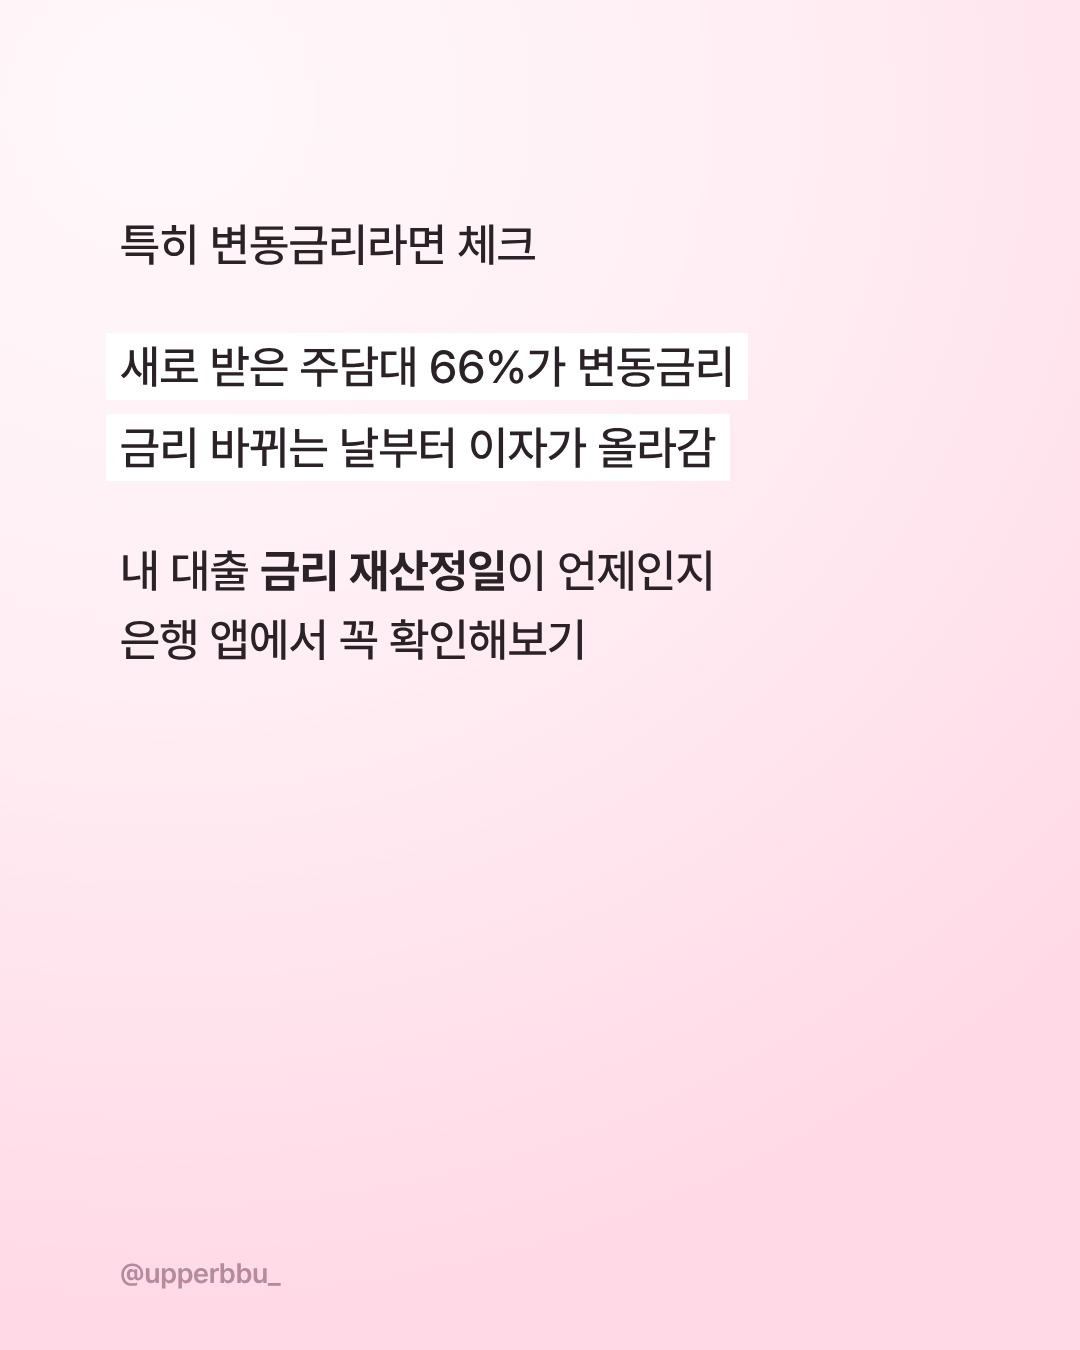 특히 변동금리라면 체크
새로 받은 주담대 66%가 변동금리
금리 바뀌는 날부터 이자가 올라감
내 대출 금리 재산정일이 언제인지
은행 앱에서 꼭 확인해보기
@upperbbu_